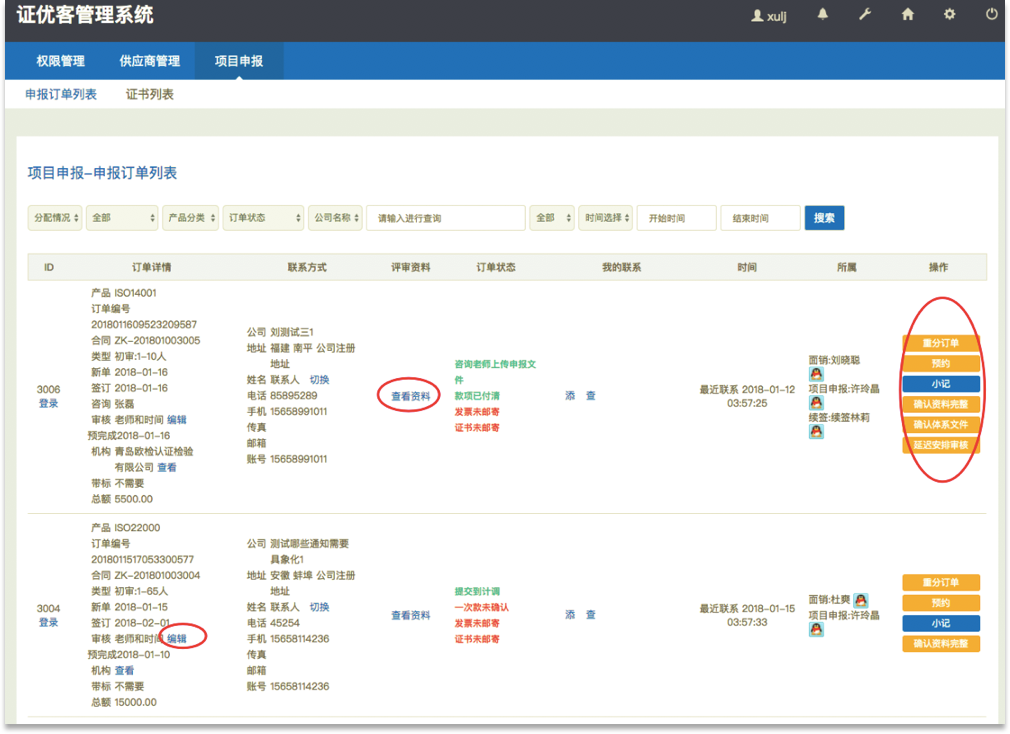 证优客管理系统
xulj
权限管理 供应商管理 项目申报
申报订单列表 证书列表
项目申报-申报订单列表
分配情况 全部 产品分类 订单状态 公司名称 请输入进行查询 全部 时间选择 开始时间 结束时间 搜索
ID 订单详情 联系方式 评审资料 订单状态 我的联系 时间 所属 操作
3006
登录
产品 ISO14001
订单编号
2018011609523209587
合同 ZK-201801003005
类型 初审:1-10人
新单 2018-01-16
签订 2018-01-16
咨询 张磊
审核 老师和时间 编辑
预完成2018-01-16
机构 青岛欧检认证检验
有限公司 查看
带标 不需要
总额 5500.00
公司 刘测试三1
地址 福建 南平 公司注册
地址
姓名 联系人 切换
电话 85895289
手机 15658991011
传真
邮箱
账号 15658991011
查看资料
咨询老师上传申报文
件
款项已付清
发票未邮寄
证书未邮寄
添 查
最近联系 2018-01-12
03:57:25
面销:刘晓聪
项目申报:许玲晶
续签:续签林莉
重分订单
预约
小记
确认资料完整
确认体系文件
延迟安排审核
3004
登录
产品 ISO22000
订单编号
2018011517053300577
合同 ZK-201801003004
类型 初审:1-65人
新单 2018-01-15
签订 2018-02-01
审核 老师和时间 编辑
预完成2018-01-10
机构 查看
带标 不需要
总额 15000.00
公司 测试哪些通知需要
具象化1
地址 安徽 蚌埠 公司注册
地址
姓名 联系人 切换
电话 45254
手机 15658114236
传真
邮箱
账号 15658114236
查看资料
提交到计调
一次款未确认
发票未邮寄
证书未邮寄
添 查
最近联系 2018-01-15
03:57:33
面销:杜爽
项目申报:许玲晶
重分订单
预约
小记
确认资料完整